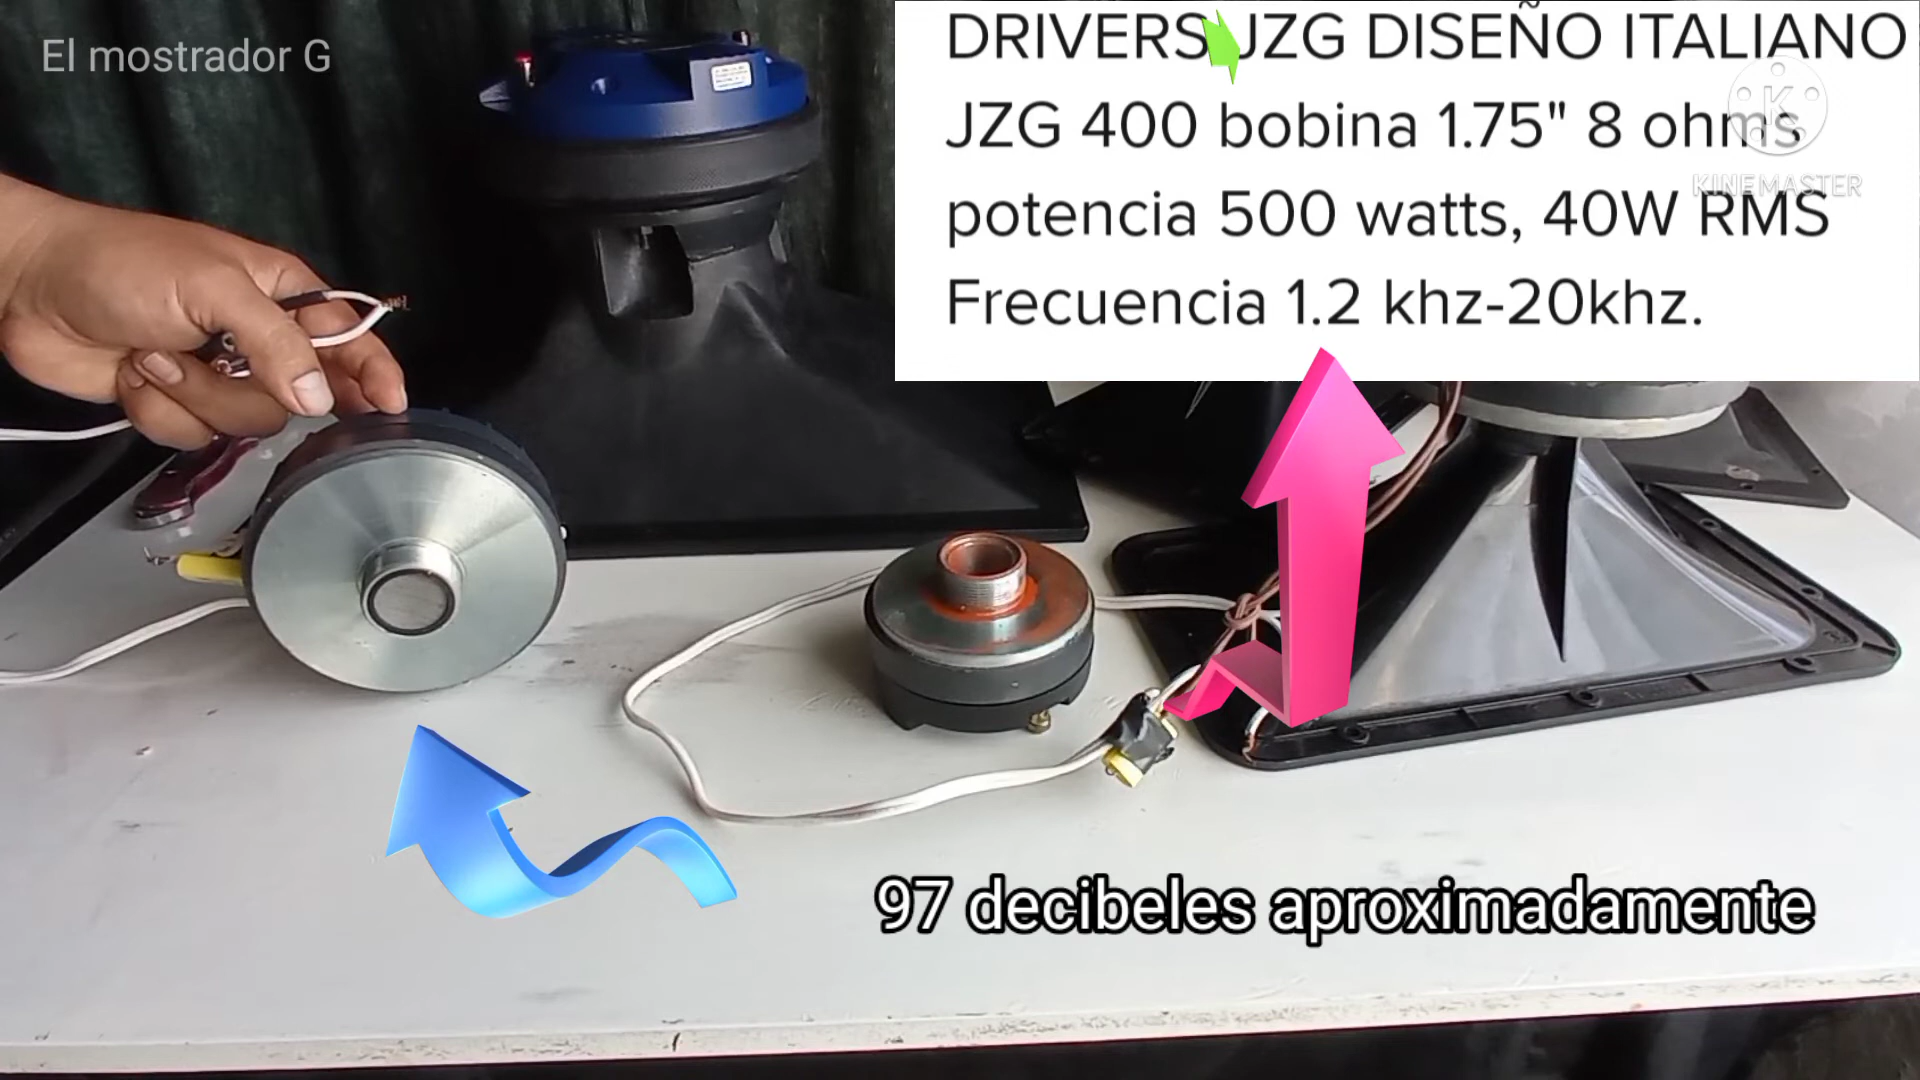 El mostrador G
DRIVERS JZG DISEÑO ITALIANO
JZG 400 bobina 1.75" 8 ohms
potencia 500 watts, 40W RMS
Frecuencia 1.2 khz-20khz.
K
KINEMASTER
97 decibeles aproximadamente